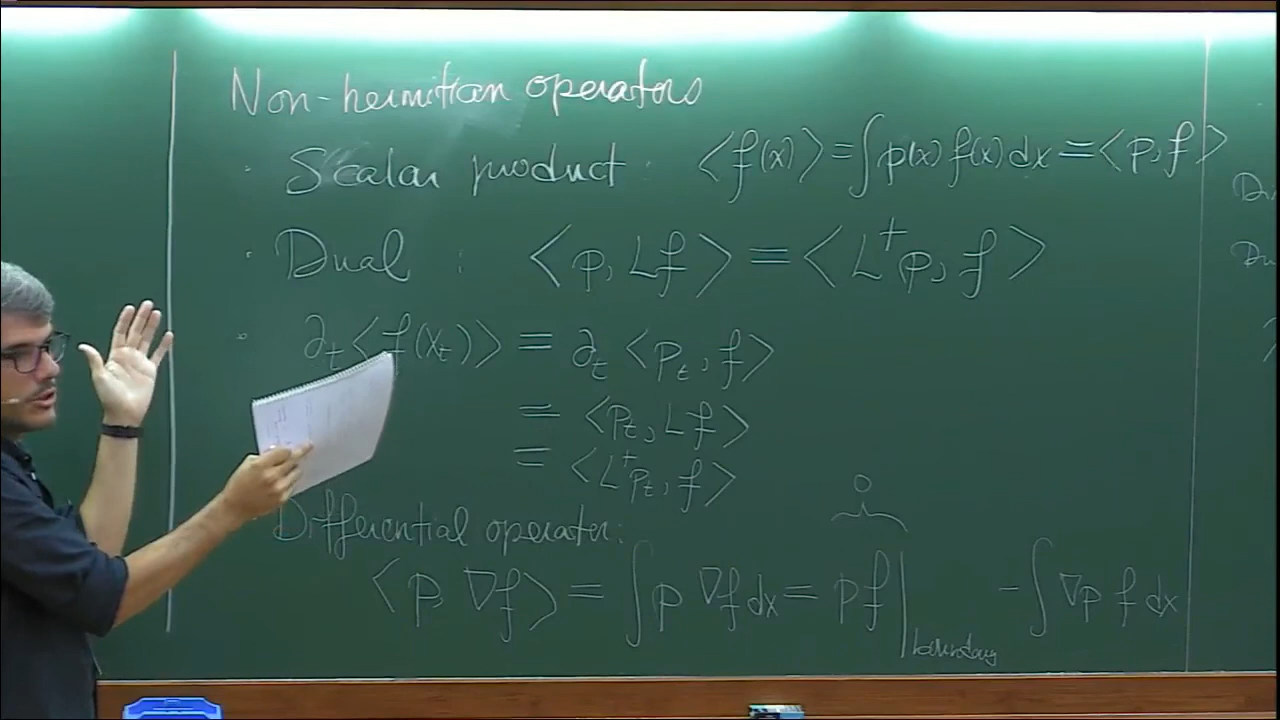 Non-hermitian operators
· Scalar product : ⟨f(x)⟩ = ∫p(x) f(x) dx = ⟨p, f⟩
· Dual : ⟨p, Lf⟩ = ⟨L⁺p, f⟩
· ∂ₜ⟨f(Xₜ)⟩ = ∂ₜ ⟨pₜ, f⟩
= ⟨pₜ, Lf⟩
= ⟨L⁺pₜ, f⟩
0
Differential operator:
⟨p, ∇f⟩ = ∫ p ∇f dx = pf |boundary - ∫ ∇p f dx